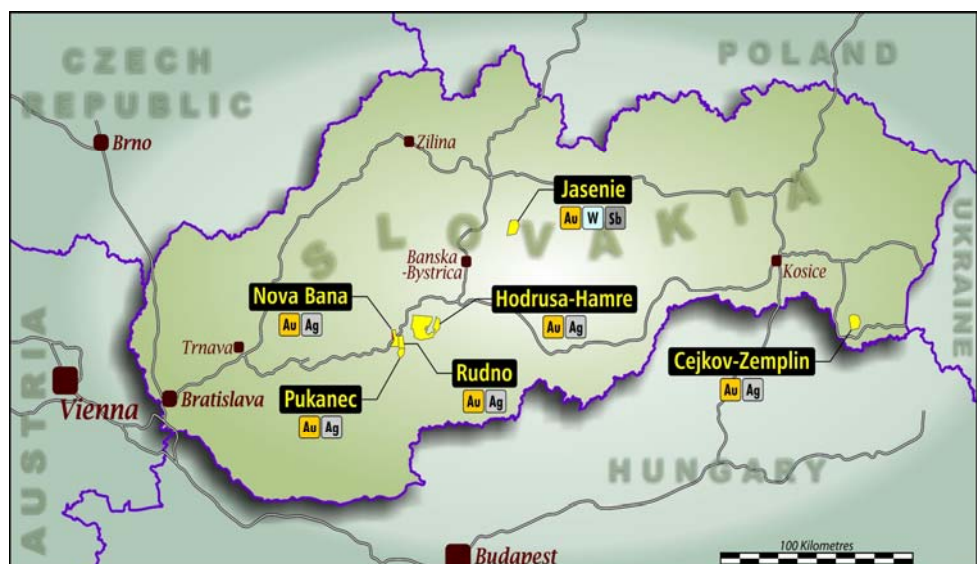 CZECH
REPUBLIC
POLAND
Brno
Zilina
Jasenie
Au W Sb
SLOVAKIA
UKRAINE
Banska
-Bystrica
Kosice
Nova Bana
Au Ag
Hodrusa-Hamre
Au Ag
Trnava
Rudno
Au Ag
Cejkov-Zemplin
Au Ag
AUSTRIA
Vienna
Bratislava
Pukanec
Au Ag
HUNGARY
Budapest
100 Kilometres